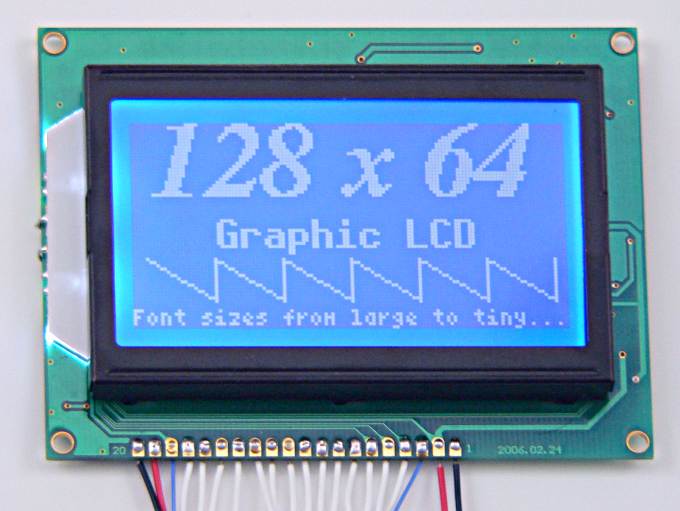 128 x 64
Graphic LCD
Font sizes from large to tiny...
20
1
2006.02.24